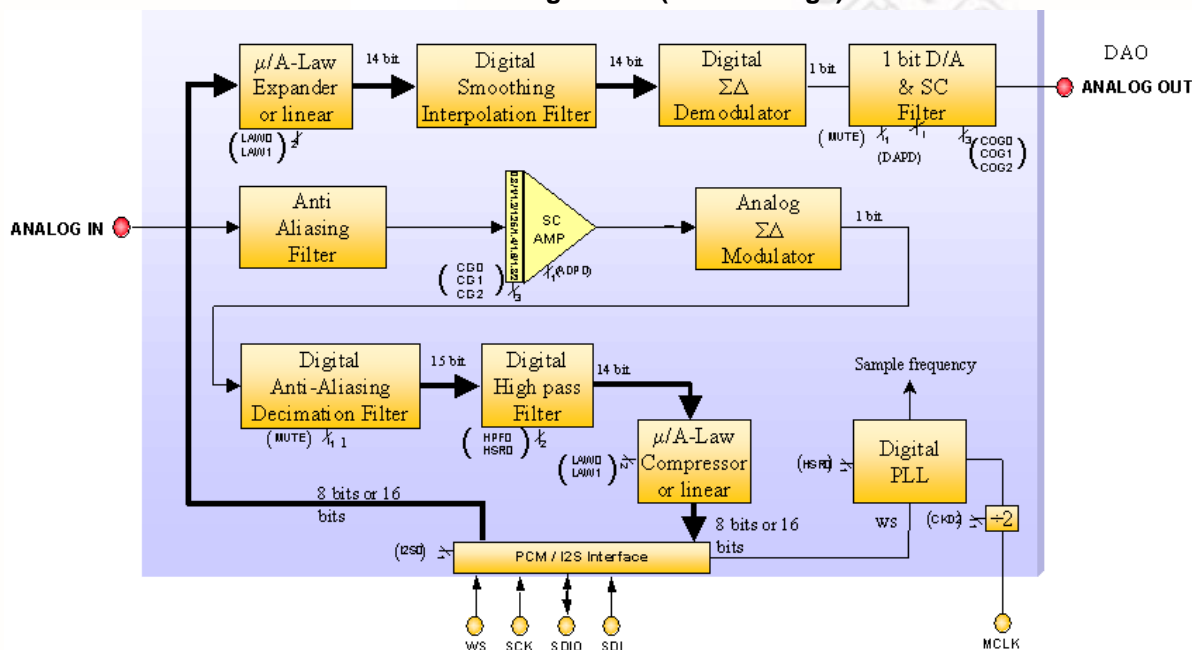 µ/A-Law
Expander
or linear
14 bit
Digital
Smoothing
Interpolation Filter
14 bit
Digital
ΣΔ
Demodulator
1 bit
1 bit D/A
& SC
Filter
DAO
ANALOG OUT
LAW0
LAW1
2
(MUTE)
1
1
(DAPD)
3
COG0
COG1
COG2
ANALOG IN
Anti
Aliasing
Filter
SC
AMP
CG0
CG1
CG2
3
1
(ADPD)
Analog
ΣΔ
Modulator
1 bit
Digital
Anti-Aliasing
Decimation Filter
15 bit
Digital
High pass
Filter
14 bit
(MUTE)
1 1
HPF0
HSR0
2
LAW0
LAW1
2
µ/A-Law
Compressor
or linear
Sample frequency
Digital
PLL
(HSR0)
8 bits or 16
bits
8 bits or 16
bits
WS
(CKD2)
÷2
(I2S0)
PCM / I2S Interface
WS
SCK
SDIO
SDI
MCLK